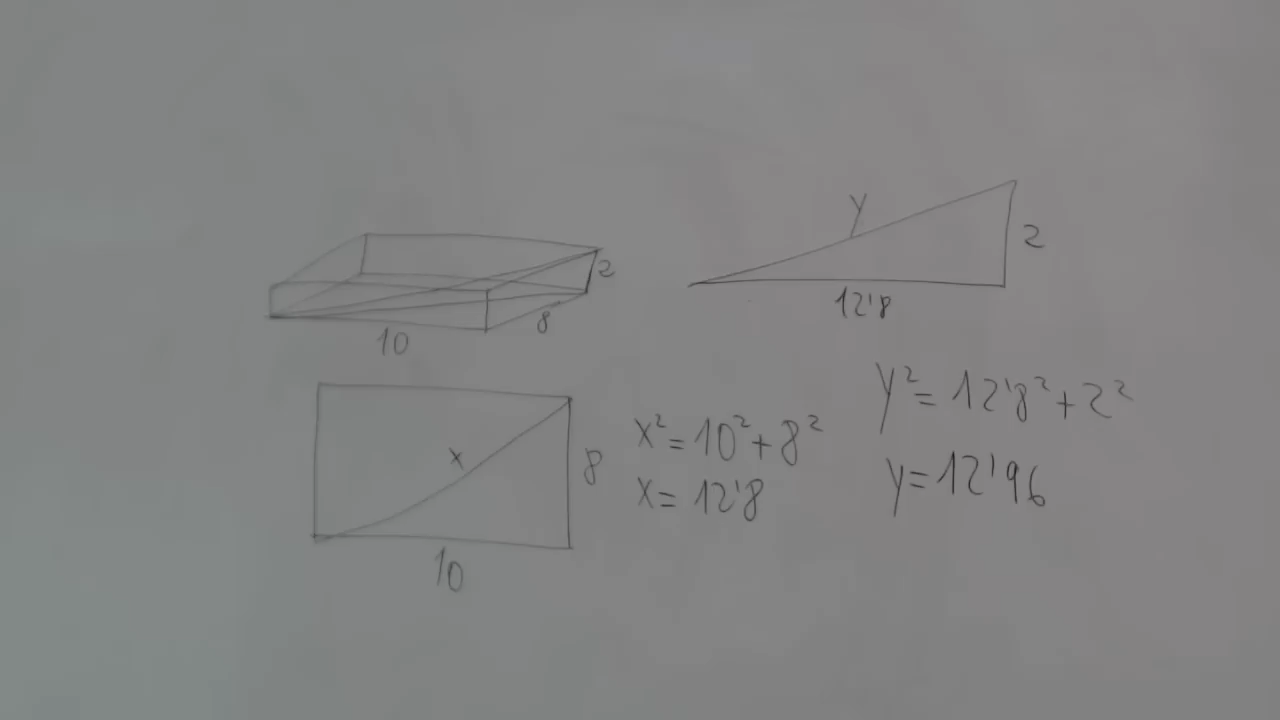 2
8
10
y
2
12'8
x
8
10
x² = 10² + 8²
x = 12'8
y² = 12'8² + 2²
y = 12'96